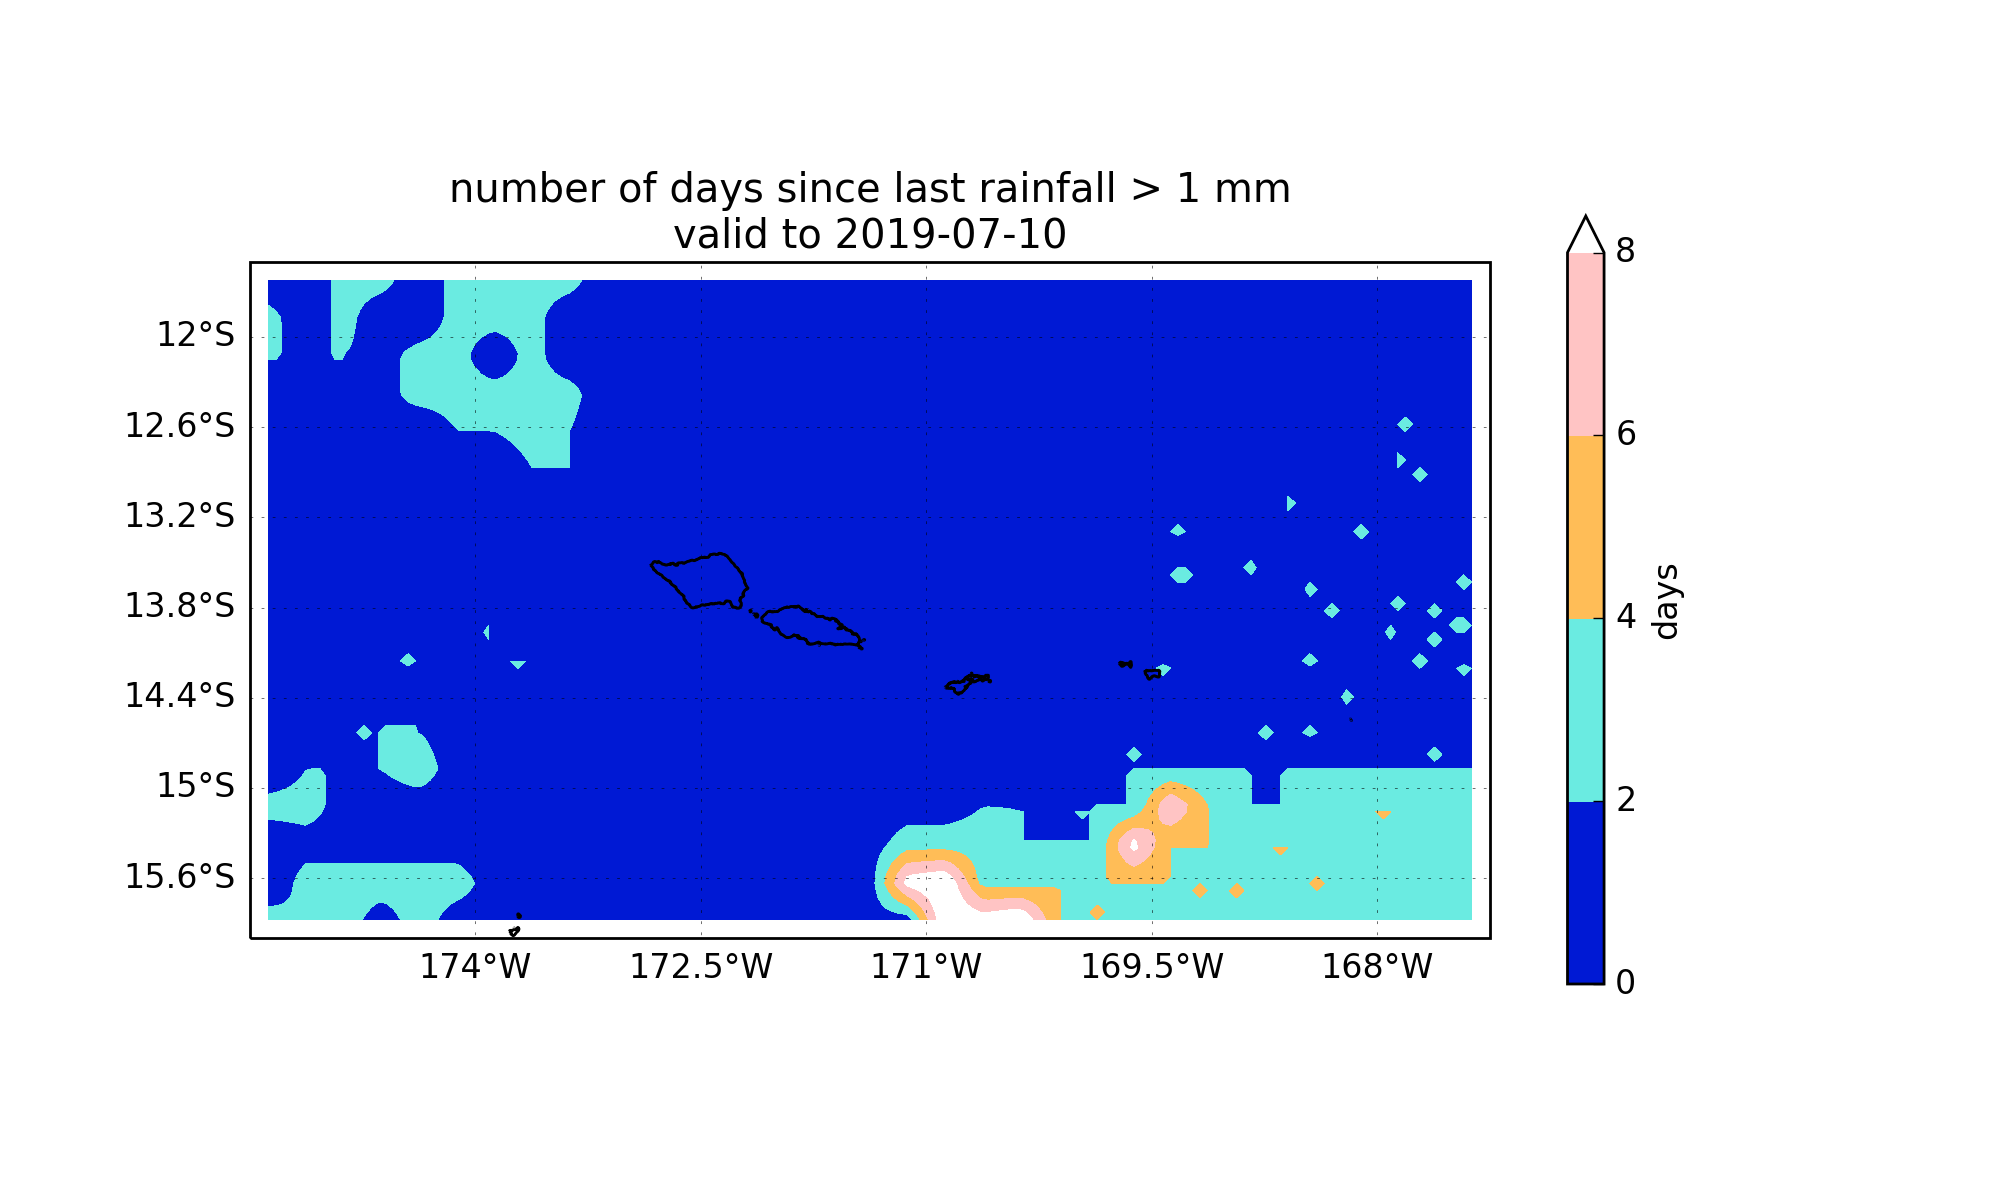 number of days since last rainfall > 1 mm
valid to 2019-07-10
12°S
12.6°S
13.2°S
13.8°S
14.4°S
15°S
15.6°S
174°W
172.5°W
171°W
169.5°W
168°W
8
6
4
2
0
days